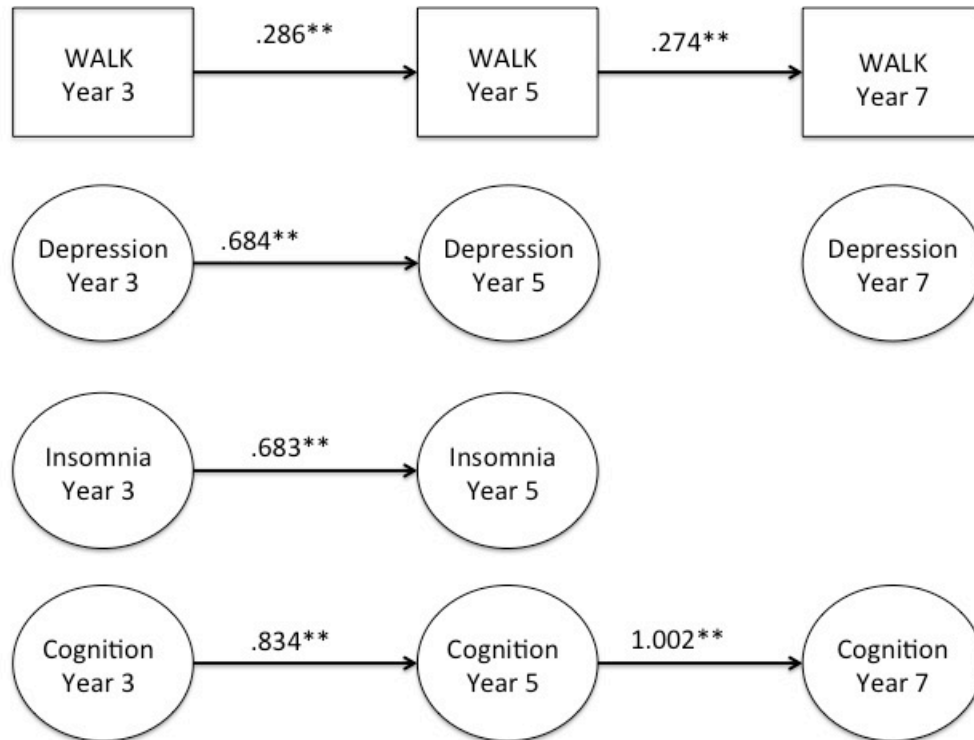 .286**
.274**
WALK
Year 3
WALK
Year 5
WALK
Year 7
.684**
Depression
Year 3
Depression
Year 5
Depression
Year 7
.683**
Insomnia
Year 3
Insomnia
Year 5
.834**
1.002**
Cognition
Year 3
Cognition
Year 5
Cognition
Year 7